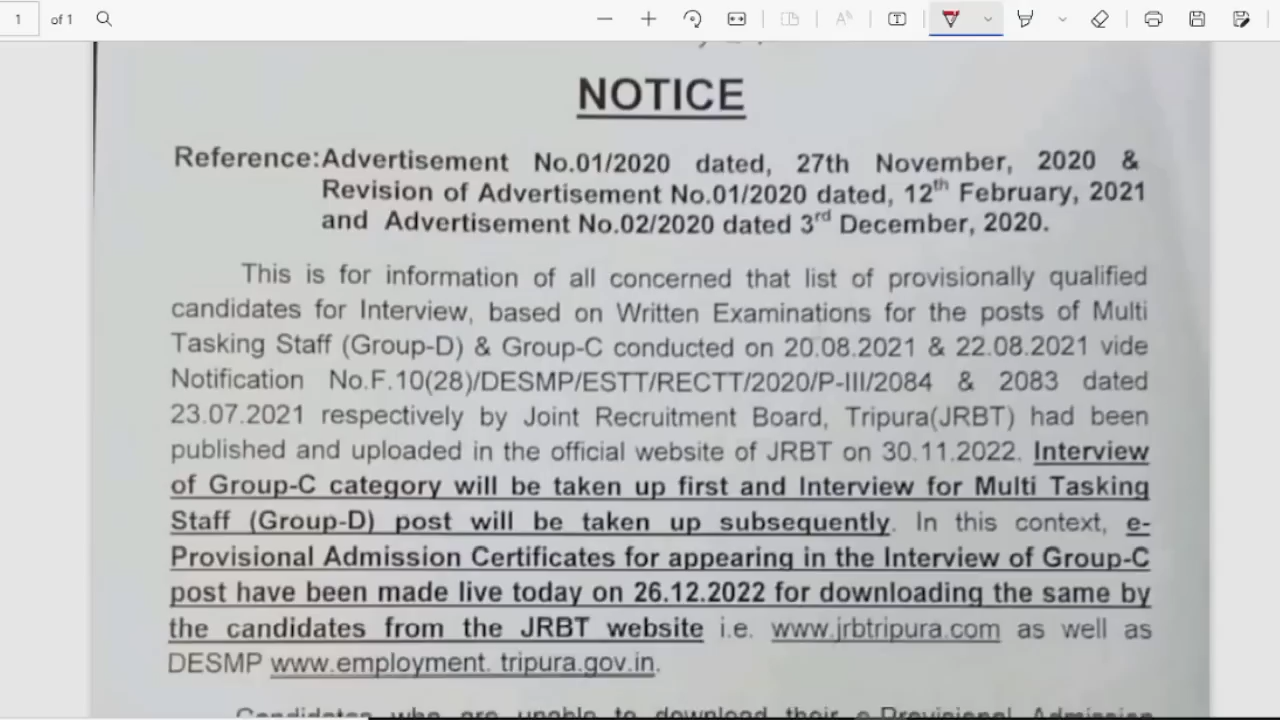 1 of 1
NOTICE
Reference:Advertisement No.01/2020 dated, 27th November, 2020 &
Revision of Advertisement No.01/2020 dated, 12th February, 2021
and Advertisement No.02/2020 dated 3rd December, 2020.
This is for information of all concerned that list of provisionally qualified
candidates for Interview, based on Written Examinations for the posts of Multi
Tasking Staff (Group-D) & Group-C conducted on 20.08.2021 & 22.08.2021 vide
Notification No.F.10(28)/DESMP/ESTT/RECTT/2020/P-III/2084 & 2083 dated
23.07.2021 respectively by Joint Recruitment Board, Tripura(JRBT) had been
published and uploaded in the official website of JRBT on 30.11.2022. Interview
of Group-C category will be taken up first and Interview for Multi Tasking
Staff (Group-D) post will be taken up subsequently. In this context, e-
Provisional Admission Certificates for appearing in the Interview of Group-C
post have been made live today on 26.12.2022 for downloading the same by
the candidates from the JRBT website i.e. www.jrbtripura.com as well as
DESMP www.employment. tripura.gov.in.
Candidates who are unable to download their e-Provisional Admission